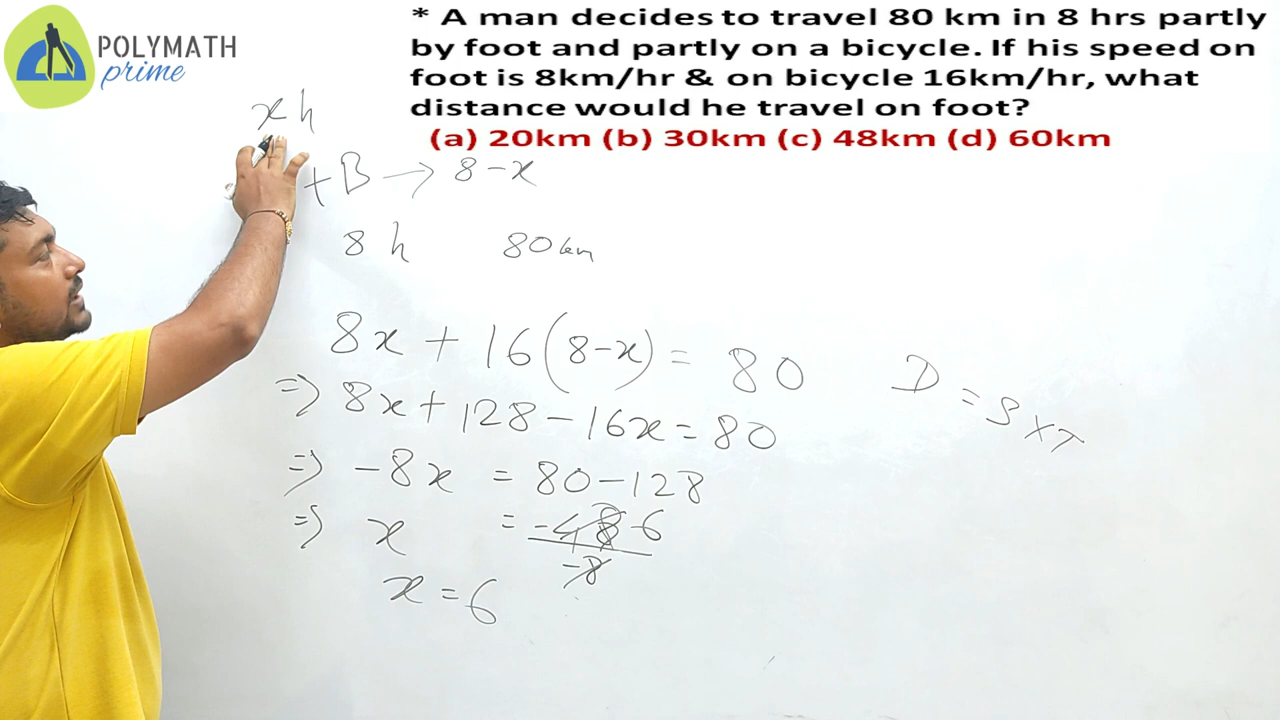 POLYMATH
prime
* A man decides to travel 80 km in 8 hrs partly
by foot and partly on a bicycle. If his speed on
foot is 8km/hr & on bicycle 16km/hr, what
distance would he travel on foot?
(a) 20km (b) 30km (c) 48km (d) 60km
x h
+ B → 8-x
8 h 80km
8x + 16(8-x) = 80
⇒ 8x + 128 - 16x = 80
⇒ -8x = 80-128
⇒ x = -48 6
-8
x = 6
D = S×T